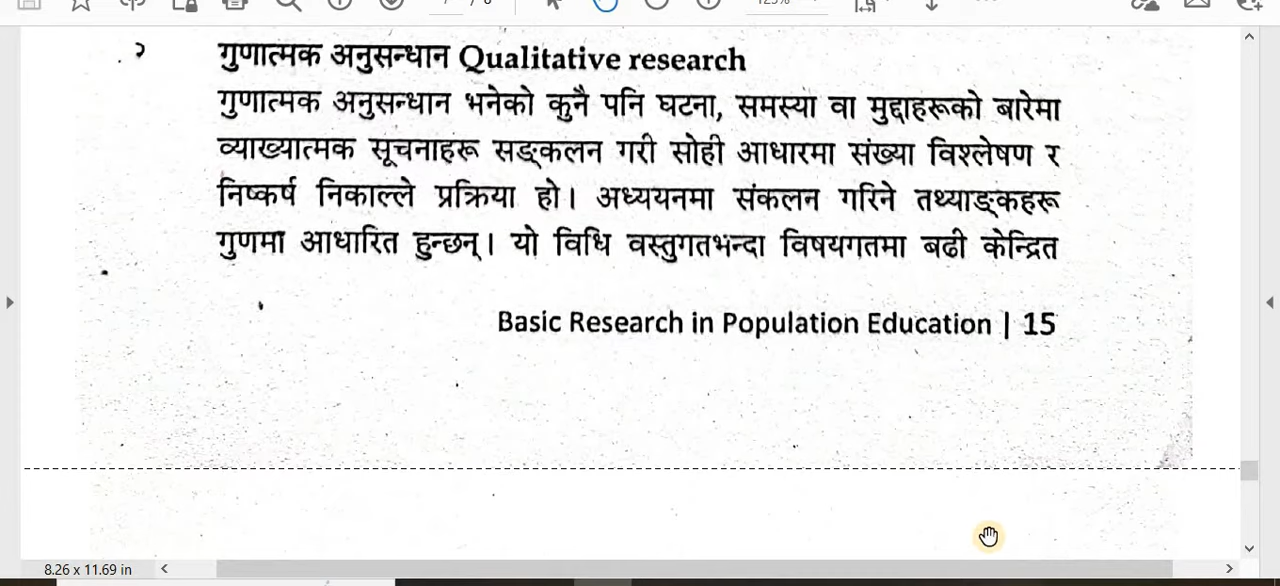 २ गुणात्मक अनुसन्धान Qualitative research
गुणात्मक अनुसन्धान भनेको कुनै पनि घटना, समस्या वा मुद्दाहरूको बारेमा
व्याख्यात्मक सूचनाहरू सङ्कलन गरी सोही आधारमा संख्या विश्लेषण र
निष्कर्ष निकाल्ले प्रक्रिया हो। अध्ययनमा संकलन गरिने तथ्याङ्कहरू
गुणमा आधारित हुन्छन्। यो विधि वस्तुगतभन्दा विषयगतमा बढी केन्द्रित
Basic Research in Population Education | 15
8.26 x 11.69 in